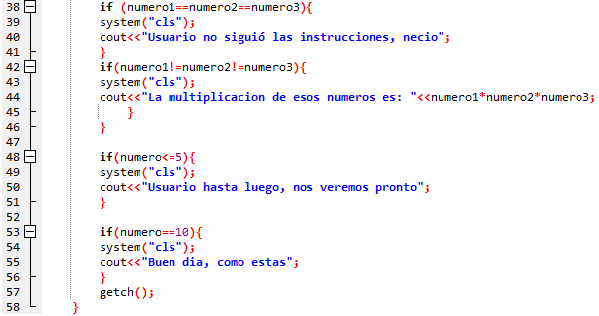 38 if (numero1==numero2==numero3){
39 system("cls");
40 cout<<"Usuario no siguió las instrucciones, necio";
41 }
42 if(numero1!=numero2!=numero3){
43 system("cls");
44 cout<<"La multiplicacion de esos numeros es: "<<numero1*numero2*numero3;
45 }
46 }
47
48 if(numero<=5){
49 system("cls");
50 cout<<"Usuario hasta luego, nos veremos pronto";
51 }
52
53 if(numero==10){
54 system("cls");
55 cout<<"Buen dia, como estas";
56 }
57 getch();
58 }